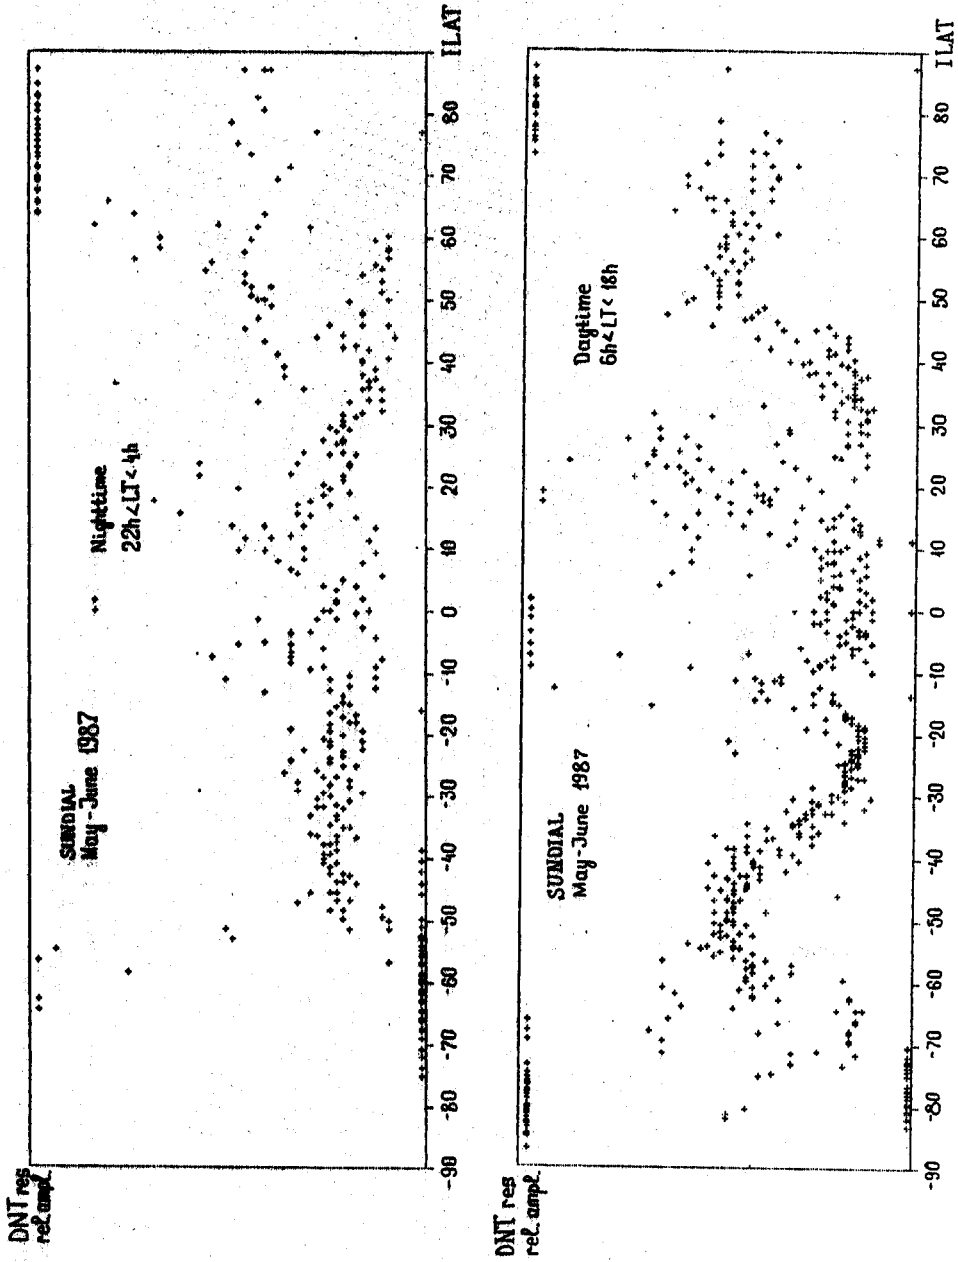 DNT res
rel.ampl.
SUNDIAL
May-June 1987
Nighttime
22h<LT<4h
-90 -80 -70 -60 -50 -40 -30 -20 -10 0 10 20 30 40 50 60 70 80 ILAT
DNT res
rel.ampl.
SUNDIAL
May-June 1987
Daytime
6h<LT<18h
-90 -80 -70 -60 -50 -40 -30 -20 -10 0 10 20 30 40 50 60 70 80 ILAT